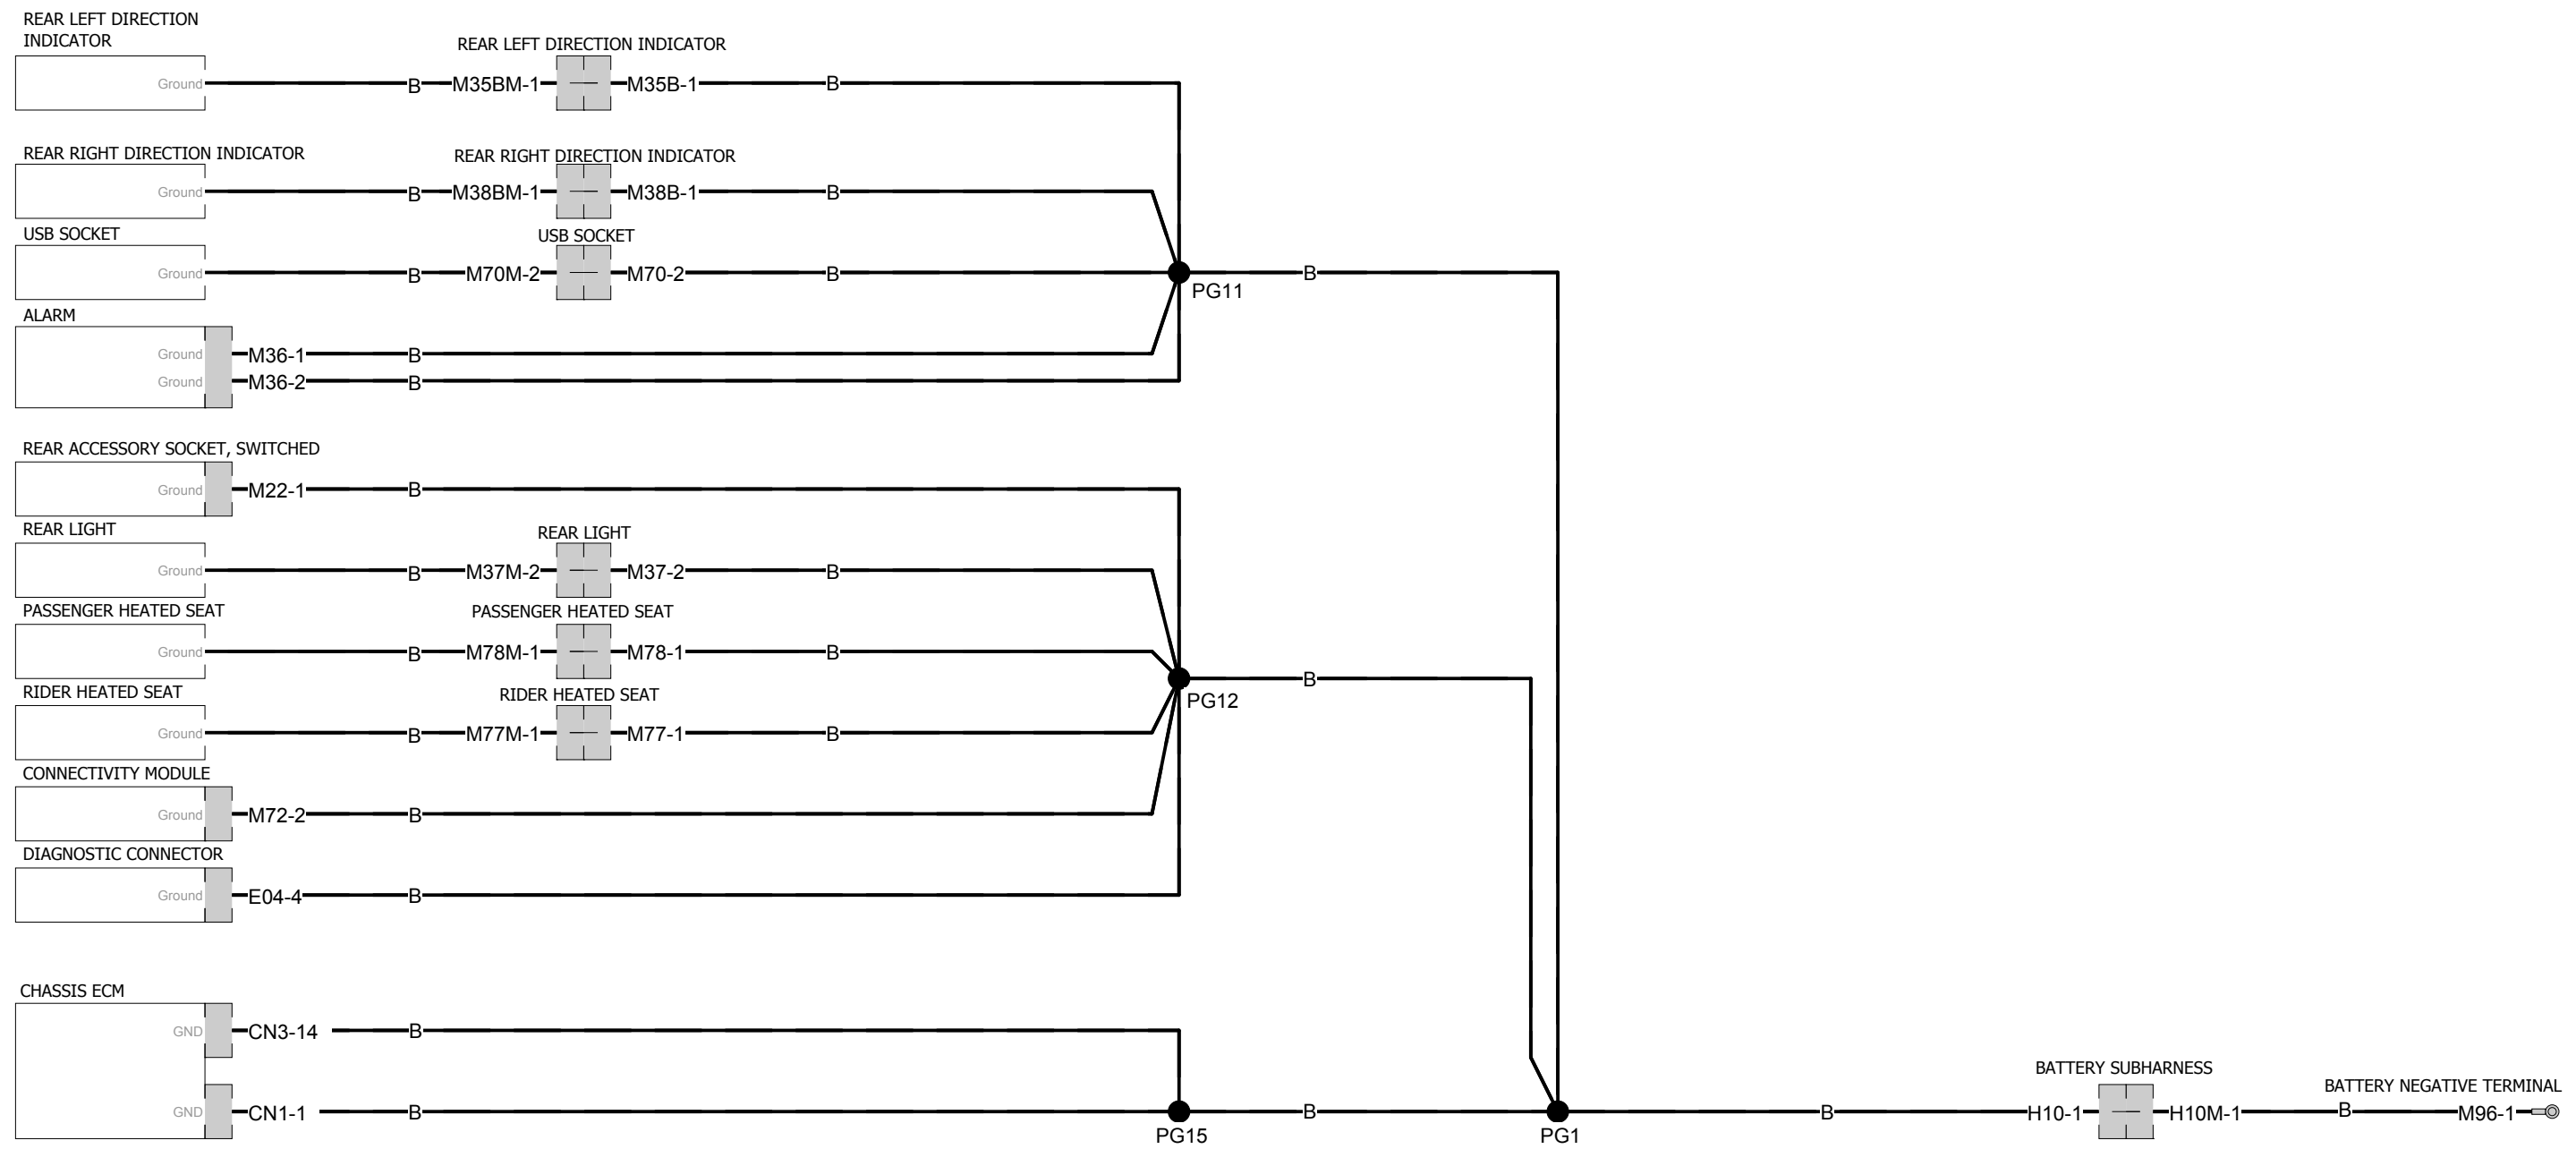 REAR LEFT DIRECTION
INDICATOR
REAR LEFT DIRECTION INDICATOR
Ground B M35BM-1 M35B-1 B
REAR RIGHT DIRECTION INDICATOR REAR RIGHT DIRECTION INDICATOR
Ground B M38BM-1 M38B-1 B
USB SOCKET USB SOCKET
Ground B M70M-2 M70-2 B B
PG11
ALARM
Ground M36-1 B
Ground M36-2 B
REAR ACCESSORY SOCKET, SWITCHED
Ground M22-1 B
REAR LIGHT REAR LIGHT
Ground B M37M-2 M37-2 B
PASSENGER HEATED SEAT PASSENGER HEATED SEAT
Ground B M78M-1 M78-1 B
B
PG12
RIDER HEATED SEAT RIDER HEATED SEAT
Ground B M77M-1 M77-1 B
CONNECTIVITY MODULE
Ground M72-2 B
DIAGNOSTIC CONNECTOR
Ground E04-4 B
CHASSIS ECM
GND CN3-14 B
BATTERY SUBHARNESS
BATTERY NEGATIVE TERMINAL
GND CN1-1 B B B H10-1 H10M-1 B M96-1
PG15 PG1